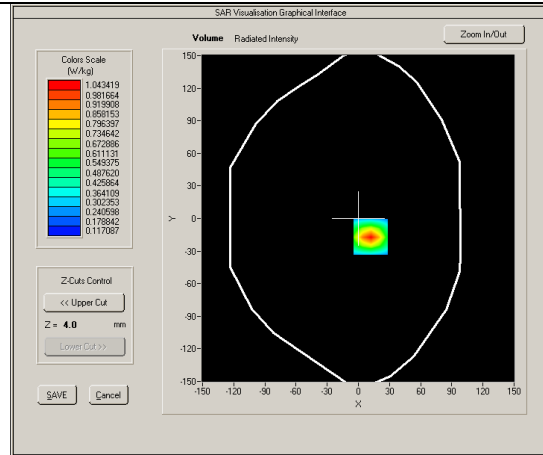 SAR Visualisation Graphical Interface
Volume Radiated Intensity
Zoom In/Out
Colors Scale
(W/kg)
1.043419
0.981664
0.919908
0.858153
0.796397
0.734642
0.672886
0.611131
0.549375
0.487620
0.425864
0.364109
0.302353
0.240598
0.178842
0.117087
Z-Cuts Control
<< Upper Cut
Z = 4.0 mm
Lower Cut >>
SAVE Cancel
150
120
90
60
30
0
-30
-60
-90
-120
-150
Y
-150 -120 -90 -60 -30 0 30 60 90 120 150
X